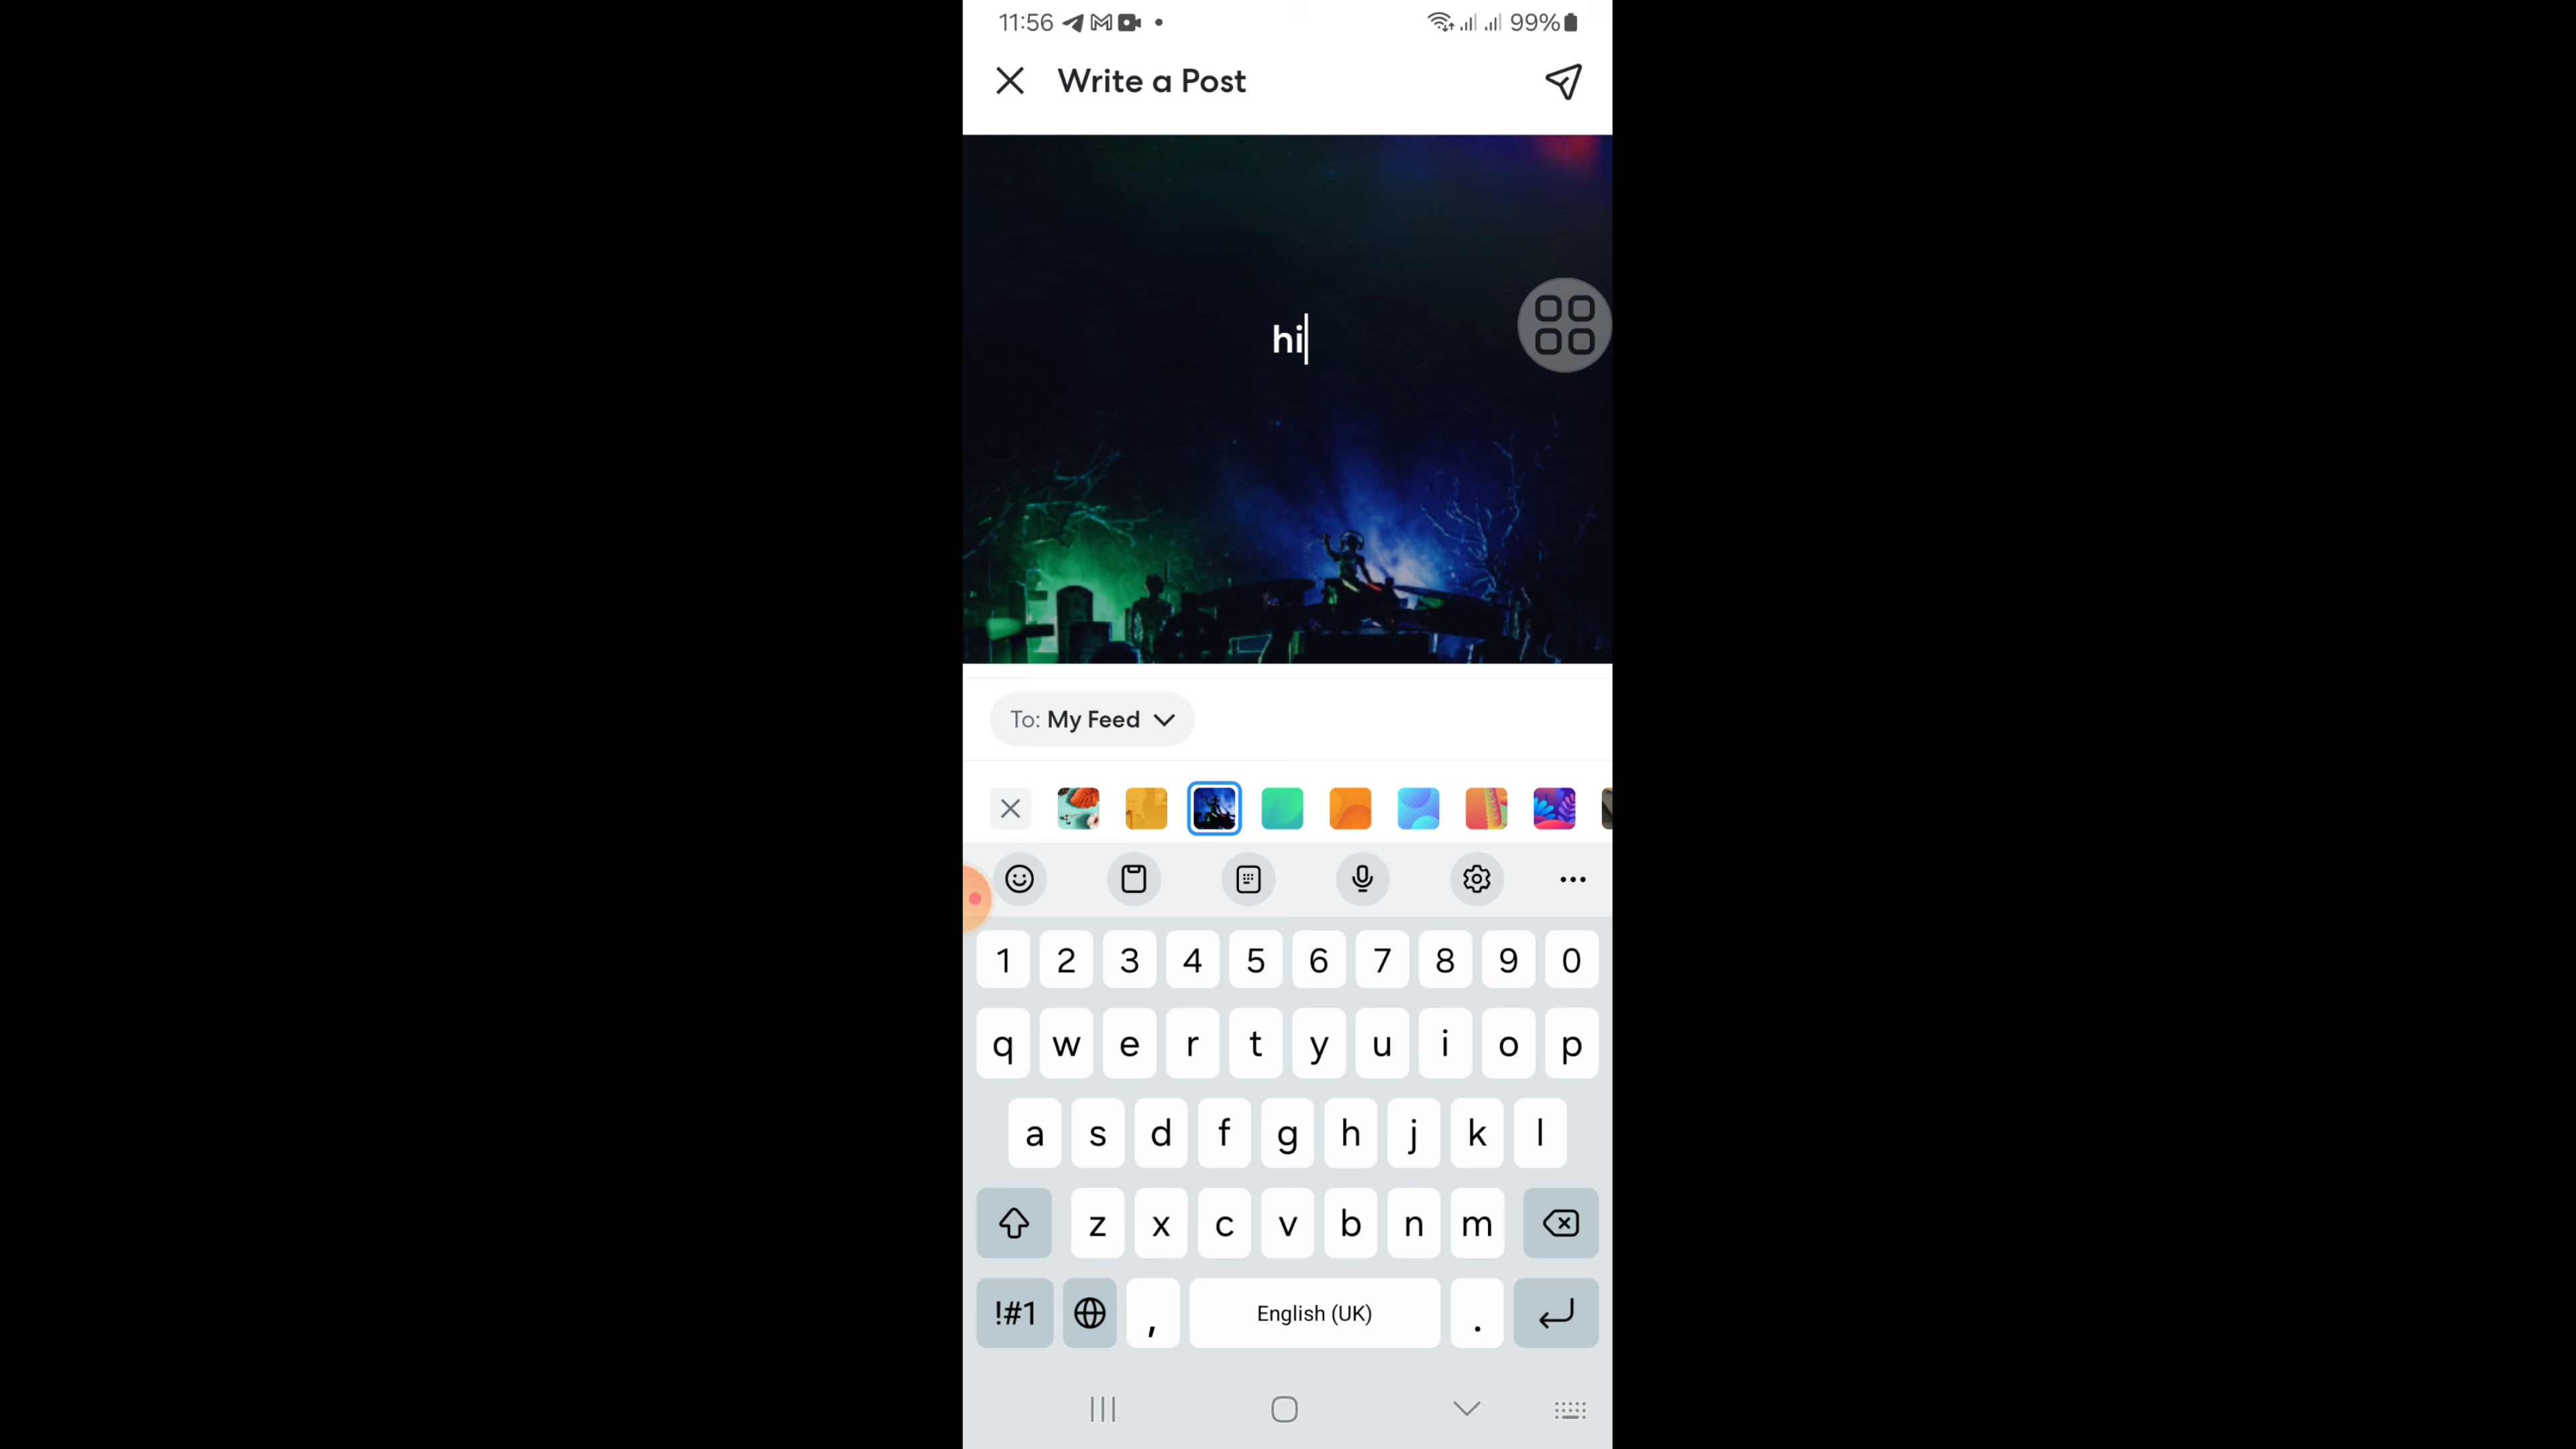 11:56 99%
Write a Post
hi
To: My Feed
1 2 3 4 5 6 7 8 9 0
q w e r t y u i o p
a s d f g h j k l
z x c v b n m
!#1 , English (UK) .